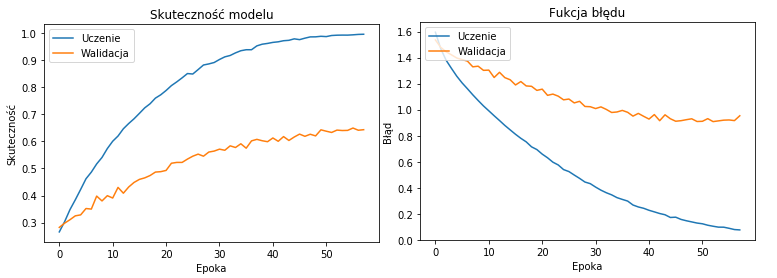 Skuteczność modelu
Uczenie
Walidacja
Skuteczność
1.0
0.9
0.8
0.7
0.6
0.5
0.4
0.3
0 10 20 30 40 50
Epoka
Fukcja błędu
Uczenie
Walidacja
Błąd
1.6
1.4
1.2
1.0
0.8
0.6
0.4
0.2
0.0
0 10 20 30 40 50
Epoka